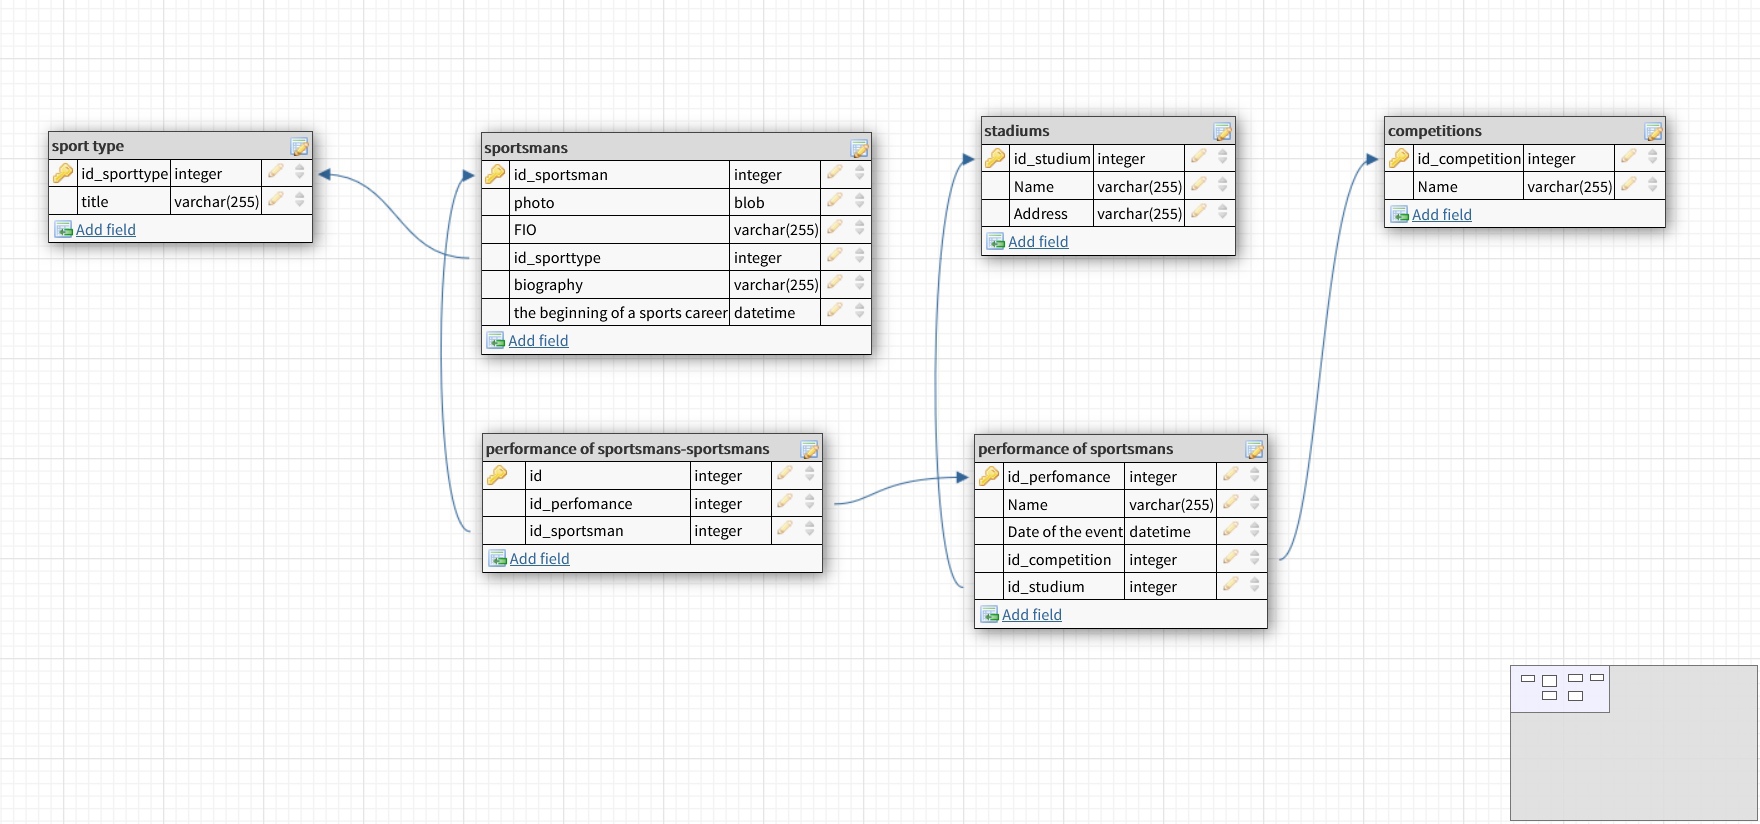 sport type
id_sporttype integer
title varchar(255)
Add field
sportsmans
id_sportsman integer
photo blob
FIO varchar(255)
id_sporttype integer
biography varchar(255)
the beginning of a sports career datetime
Add field
stadiums
id_studium integer
Name varchar(255)
Address varchar(255)
Add field
competitions
id_competition integer
Name varchar(255)
Add field
performance of sportsmans-sportsmans
id integer
id_perfomance integer
id_sportsman integer
Add field
performance of sportsmans
id_perfomance integer
Name varchar(255)
Date of the event datetime
id_competition integer
id_studium integer
Add field